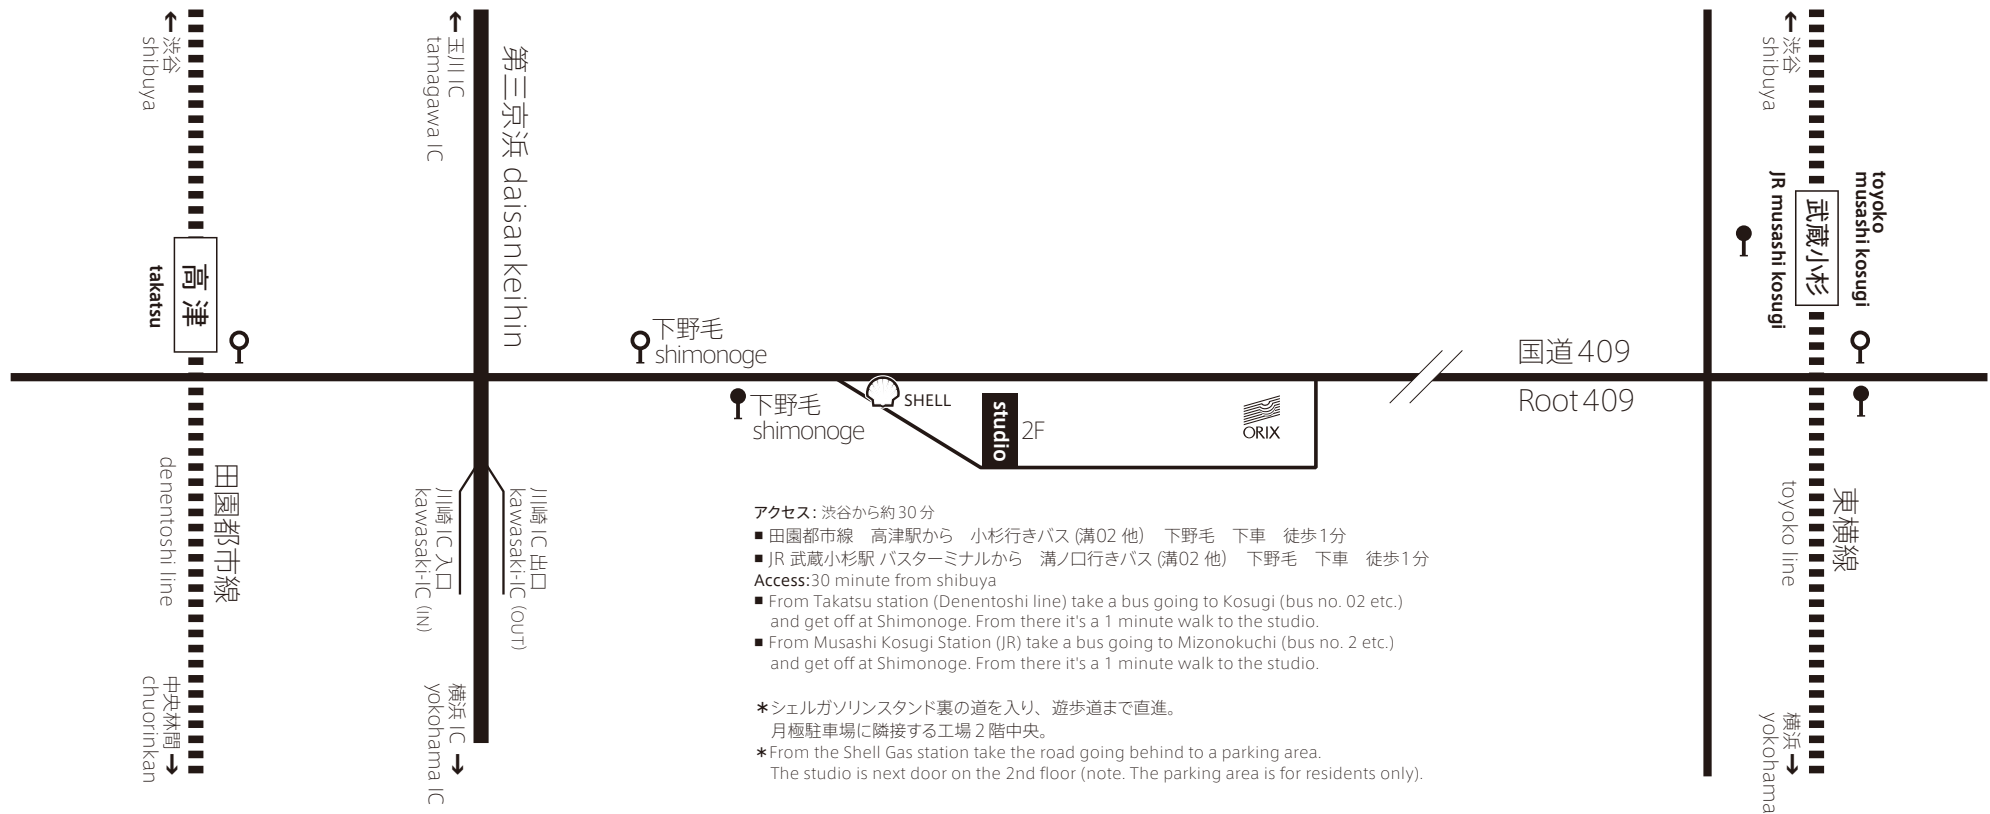 渋谷
shibuya
高津
takatsu
田園都市線
denentoshi line
中央林間
chuorinkan
玉川 IC
tamagawa IC
第三京浜 daisankeihin
川崎 IC 入口
kawasaki-IC (IN)
川崎 IC 出口
kawasaki-IC (OUT)
横浜 IC
yokohama IC
下野毛
shimonoge
下野毛
shimonoge
SHELL
studio
2F
ORIX
国道409
Root409
渋谷
shibuya
toyoko
musashi kosugi
武蔵小杉
JR musashi kosugi
東横線
toyoko line
横浜
yokohama
アクセス: 渋谷から約30分
■ 田園都市線　高津駅から　小杉行きバス (溝02 他)　下野毛　下車　徒歩1分
■ JR 武蔵小杉駅 バスターミナルから　溝ノ口行きバス (溝02 他)　下野毛　下車　徒歩1分
Access:30 minute from shibuya
■ From Takatsu station (Denentoshi line) take a bus going to Kosugi (bus no. 02 etc.)
and get off at Shimonoge. From there it's a 1 minute walk to the studio.
■ From Musashi Kosugi Station (JR) take a bus going to Mizonokuchi (bus no. 2 etc.)
and get off at Shimonoge. From there it's a 1 minute walk to the studio.
*シェルガソリンスタンド裏の道を入り、遊歩道まで直進。
月極駐車場に隣接する工場2階中央。
*From the Shell Gas station take the road going behind to a parking area.
The studio is next door on the 2nd floor (note. The parking area is for residents only).